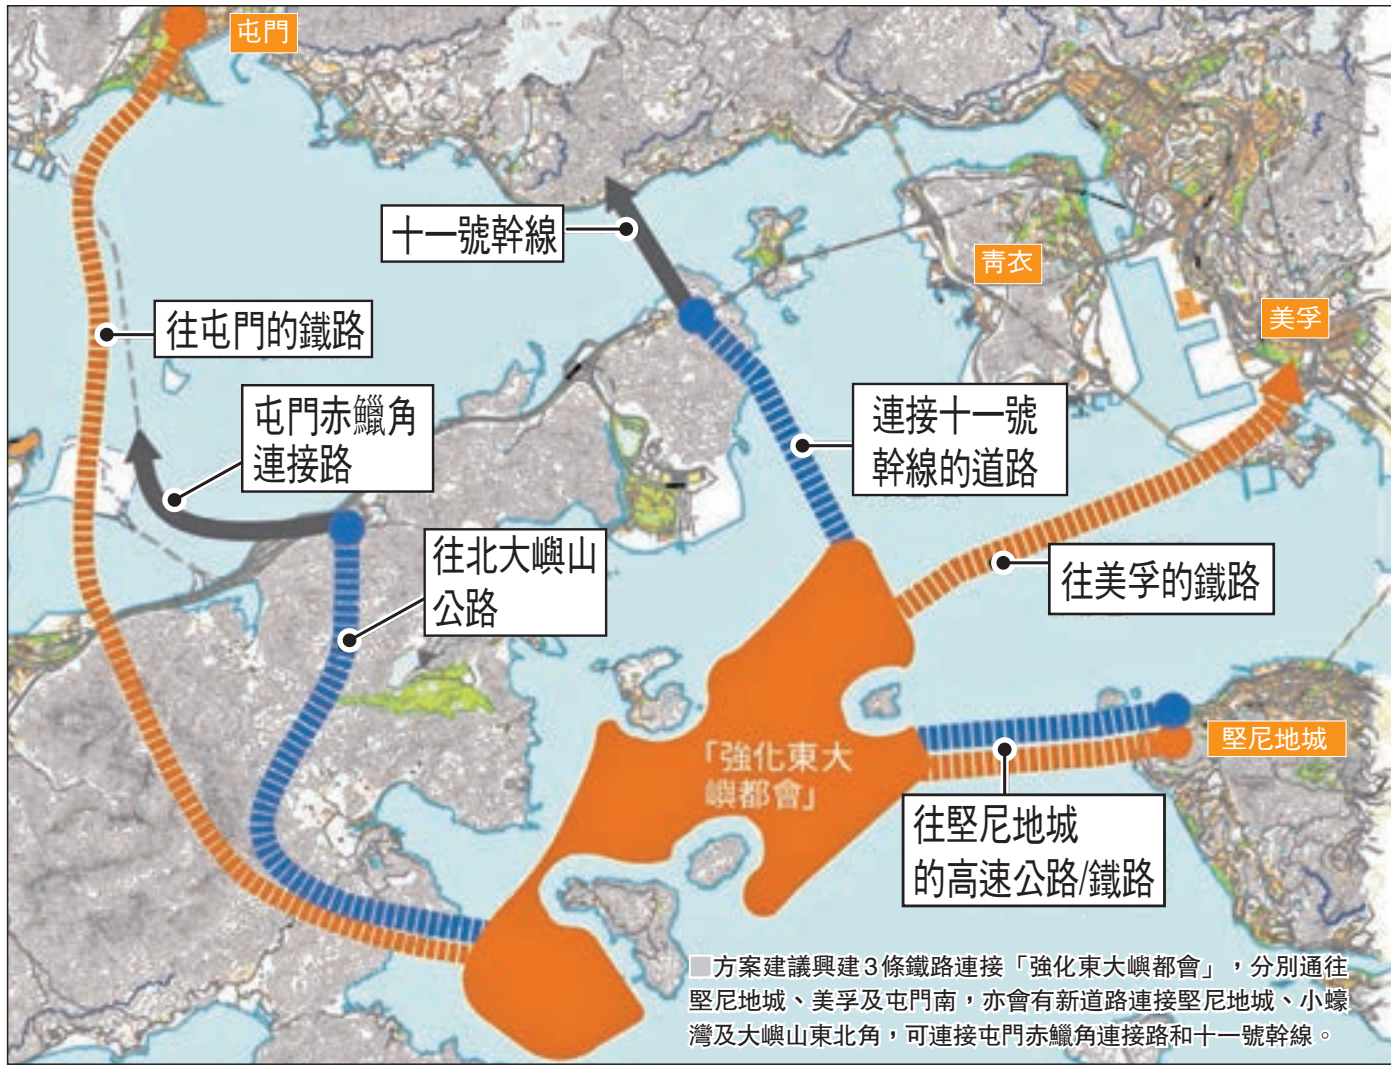 屯門
十一號幹線
青衣
美孚
往屯門的鐵路
屯門赤鱲角
連接路
連接十一號
幹線的道路
往北大嶼山
公路
往美孚的鐵路
堅尼地城
「強化東大
嶼都會」
往堅尼地城
的高速公路/鐵路
■方案建議興建3條鐵路連接「強化東大嶼都會」，分別通往
堅尼地城、美孚及屯門南，亦會有新道路連接堅尼地城、小蠔
灣及大嶼山東北角，可連接屯門赤鱲角連接路和十一號幹線。